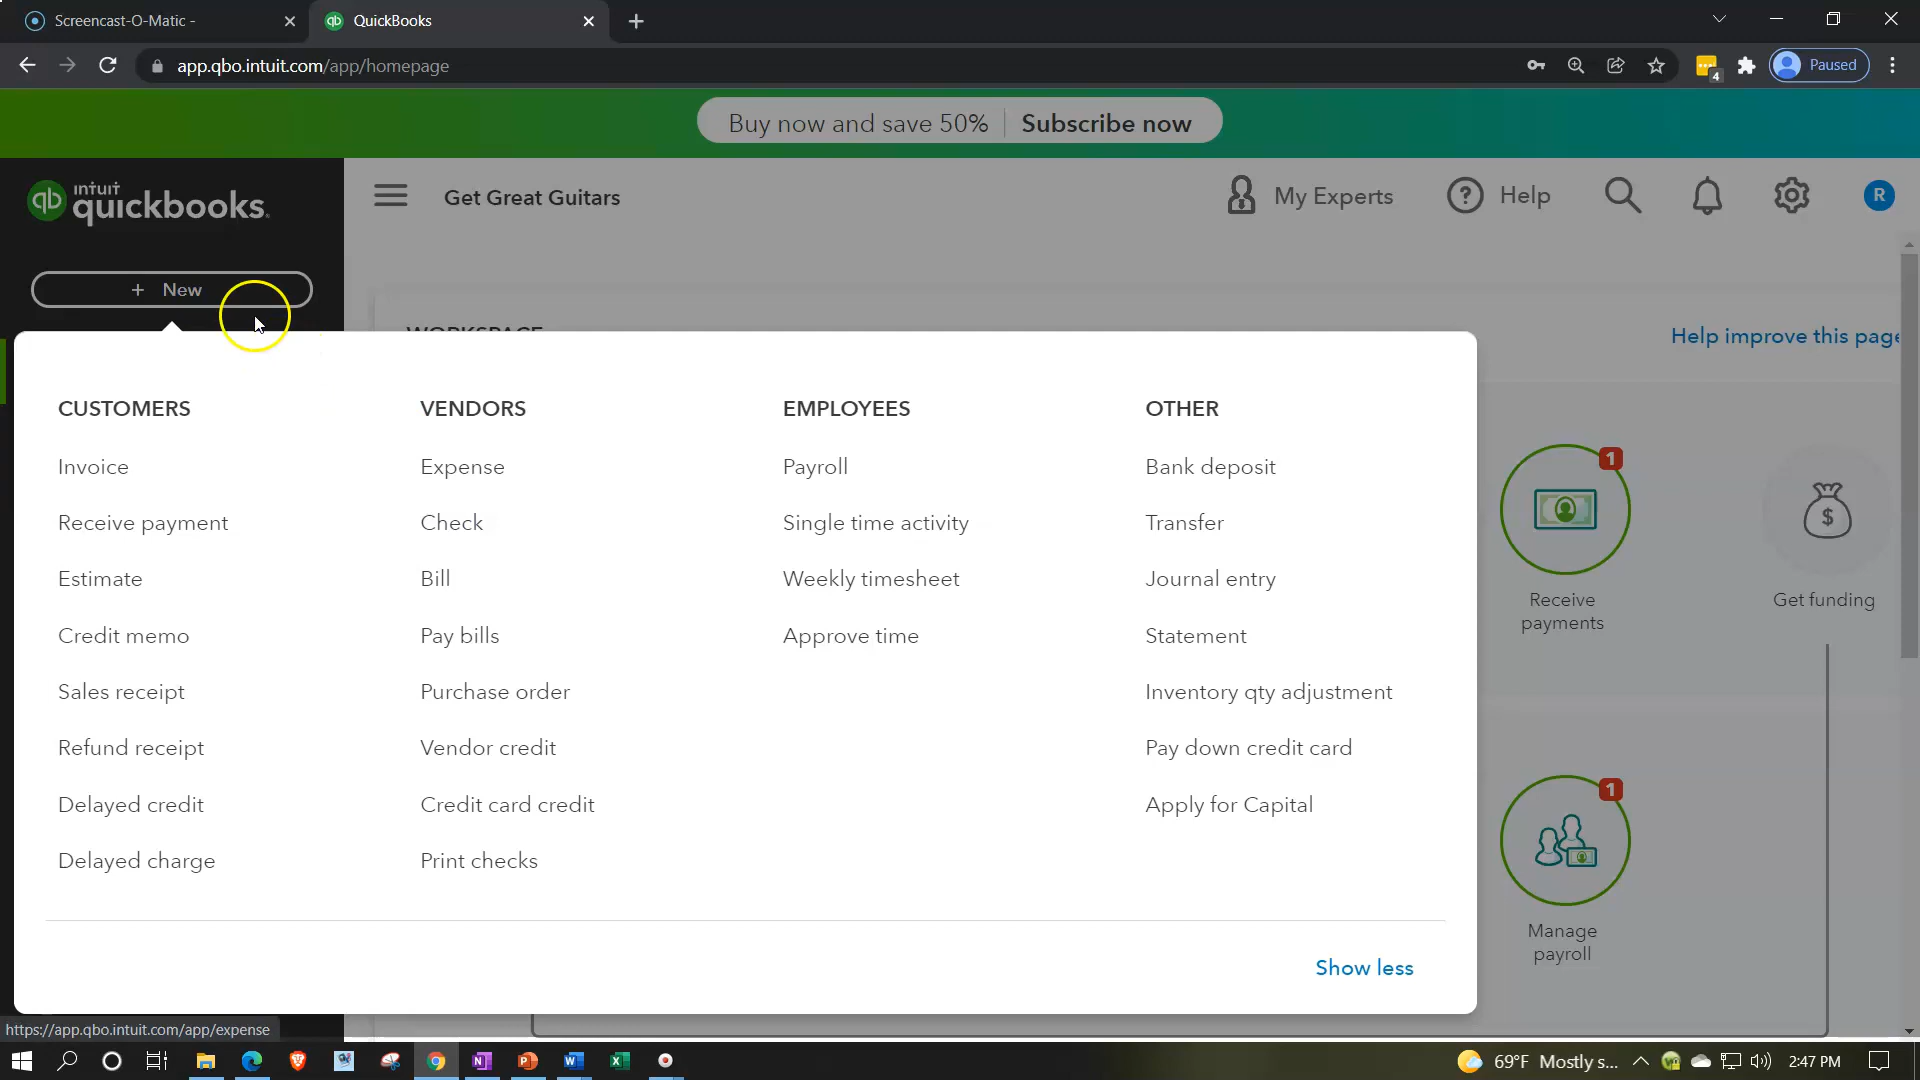 Screencast-O-Matic -
QuickBooks
app.qbo.intuit.com/app/homepage
4
Paused
Buy now and save 50%
Subscribe now
qb
intuit
quickbooks.
Get Great Guitars
My Experts
Help
R
+ New
WORKSPACE
Help improve this page
CUSTOMERS
Invoice
Receive payment
Estimate
Credit memo
Sales receipt
Refund receipt
Delayed credit
Delayed charge
VENDORS
Expense
Check
Bill
Pay bills
Purchase order
Vendor credit
Credit card credit
Print checks
EMPLOYEES
Payroll
Single time activity
Weekly timesheet
Approve time
OTHER
Bank deposit
Transfer
Journal entry
Statement
Inventory qty adjustment
Pay down credit card
Apply for Capital
Show less
1
Receive
payments
$
Get funding
1
Manage
payroll
https://app.qbo.intuit.com/app/expense
69°F Mostly s...
2:47 PM